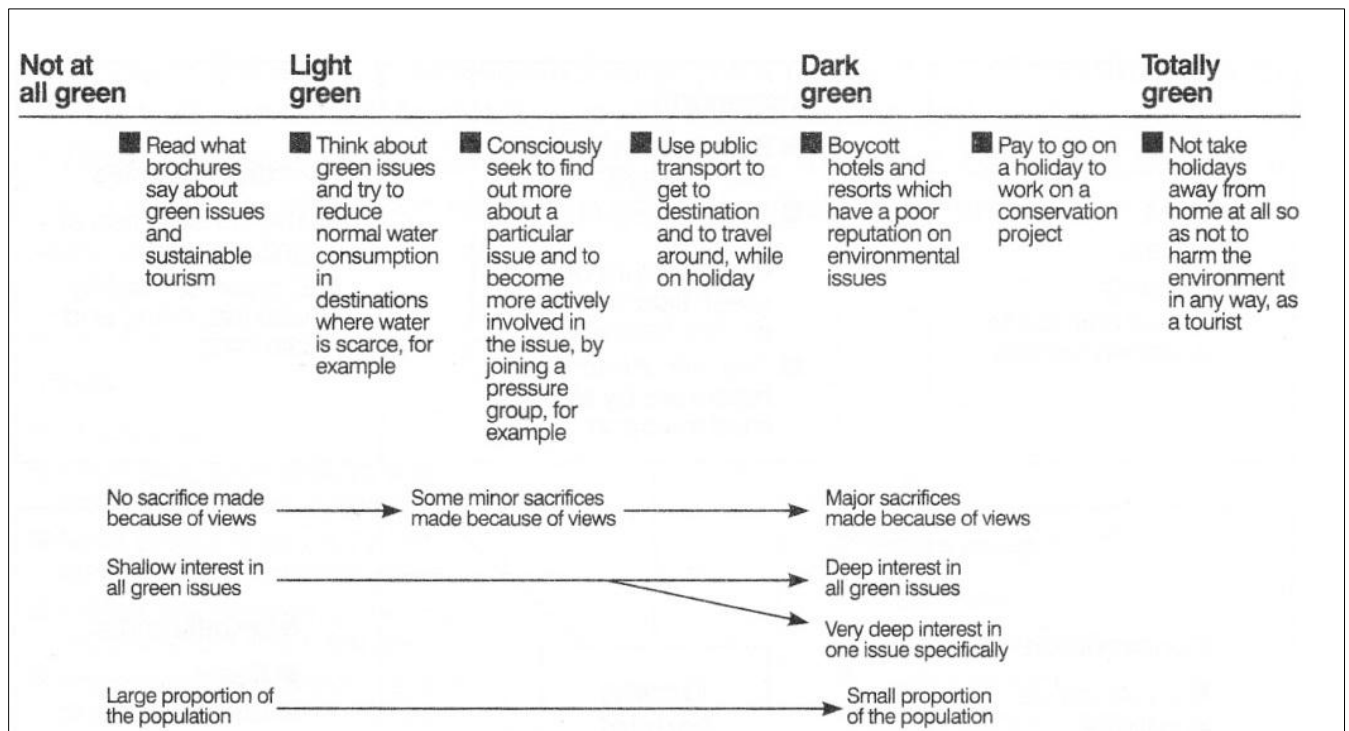 Not at
all green
Light
green
Dark
green
Totally
green
Read what
brochures
say about
green issues
and
sustainable
tourism
Think about
green issues
and try to
reduce
normal water
consumption
in
destinations
where water
is scarce, for
example
Consciously
seek to find
out more
about a
particular
issue and to
become
more actively
involved in
the issue, by
joining a
pressure
group, for
example
Use public
transport to
get to
destination
and to travel
around, while
on holiday
Boycott
hotels and
resorts which
have a poor
reputation on
environmental
issues
Pay to go on
a holiday to
work on a
conservation
project
Not take
holidays
away from
home at all so
as not to
harm the
environment
in any way, as
a tourist
No sacrifice made
because of views
Some minor sacrifices
made because of views
Major sacrifices
made because of views
Shallow interest in
all green issues
Deep interest in
all green issues
Very deep interest in
one issue specifically
Large proportion of
the population
Small proportion
of the population